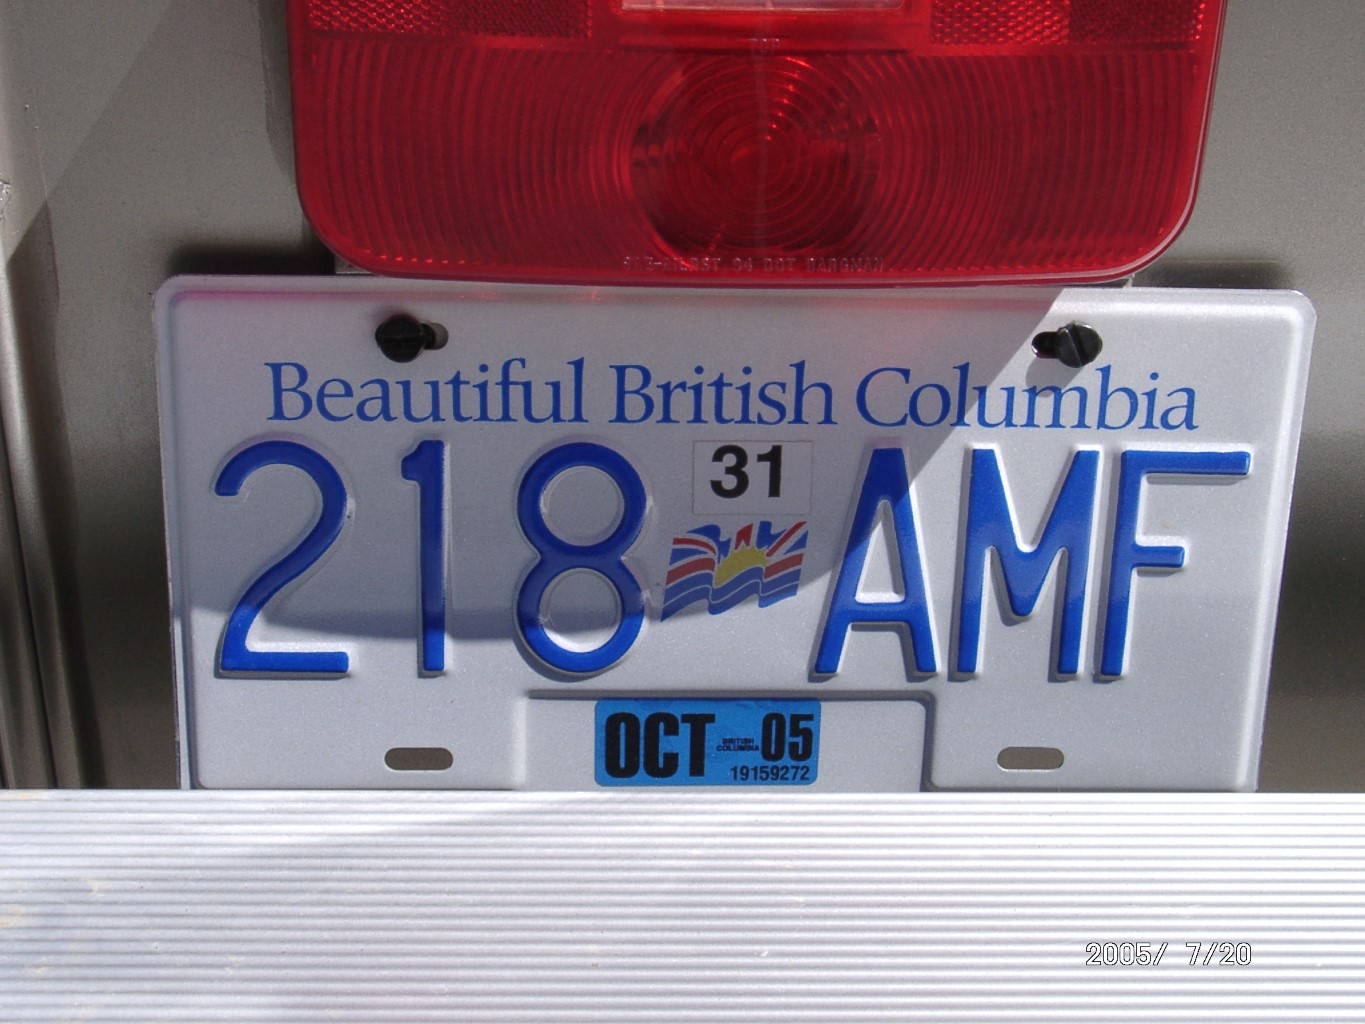 Beautiful British Columbia
31
218 AMF
OCT BRITISH COLUMBIA 05
19159272
2005/ 7/20